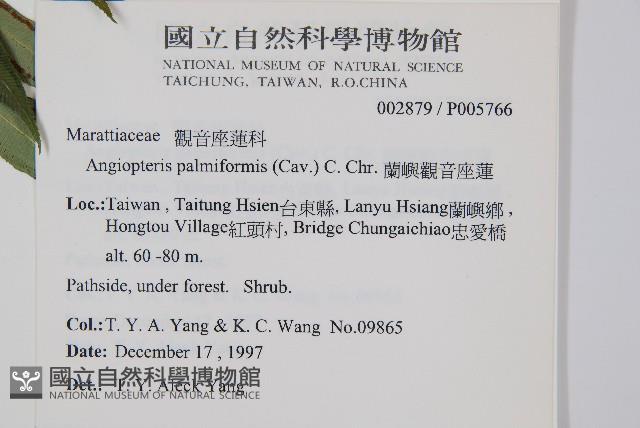 國立自然科學博物館
NATIONAL MUSEUM OF NATURAL SCIENCE
TAICHUNG, TAIWAN, R.O.CHINA
002879 / P005766
Marattiaceae 觀音座蓮科
Angiopteris palmiformis (Cav.) C. Chr. 蘭嶼觀音座蓮
Loc.:Taiwan , Taitung Hsien台東縣, Lanyu Hsiang蘭嶼鄉 ,
Hongtou Village紅頭村, Bridge Chungaichiao忠愛橋
alt. 60 -80 m.
Pathside, under forest. Shrub.
Col.:T. Y. A. Yang & K. C. Wang No.09865
Date: December 17 , 1997
Det.: T. Y. Aleck Yang
國立自然科學博物館
NATIONAL MUSEUM OF NATURAL SCIENCE